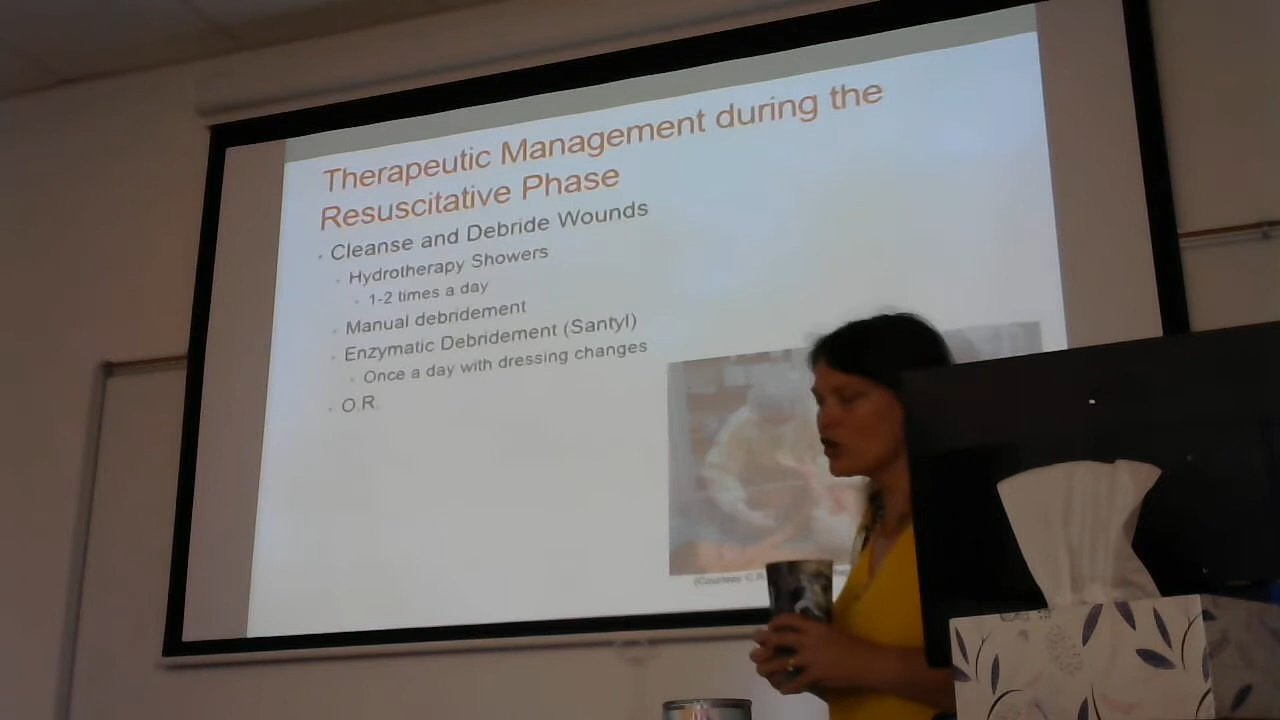 Therapeutic Management during the
Resuscitative Phase
Cleanse and Debride Wounds
Hydrotherapy Showers
1-2 times a day
Manual debridement
Enzymatic Debridement (Santyl)
Once a day with dressing changes
O.R.
(Courtesy